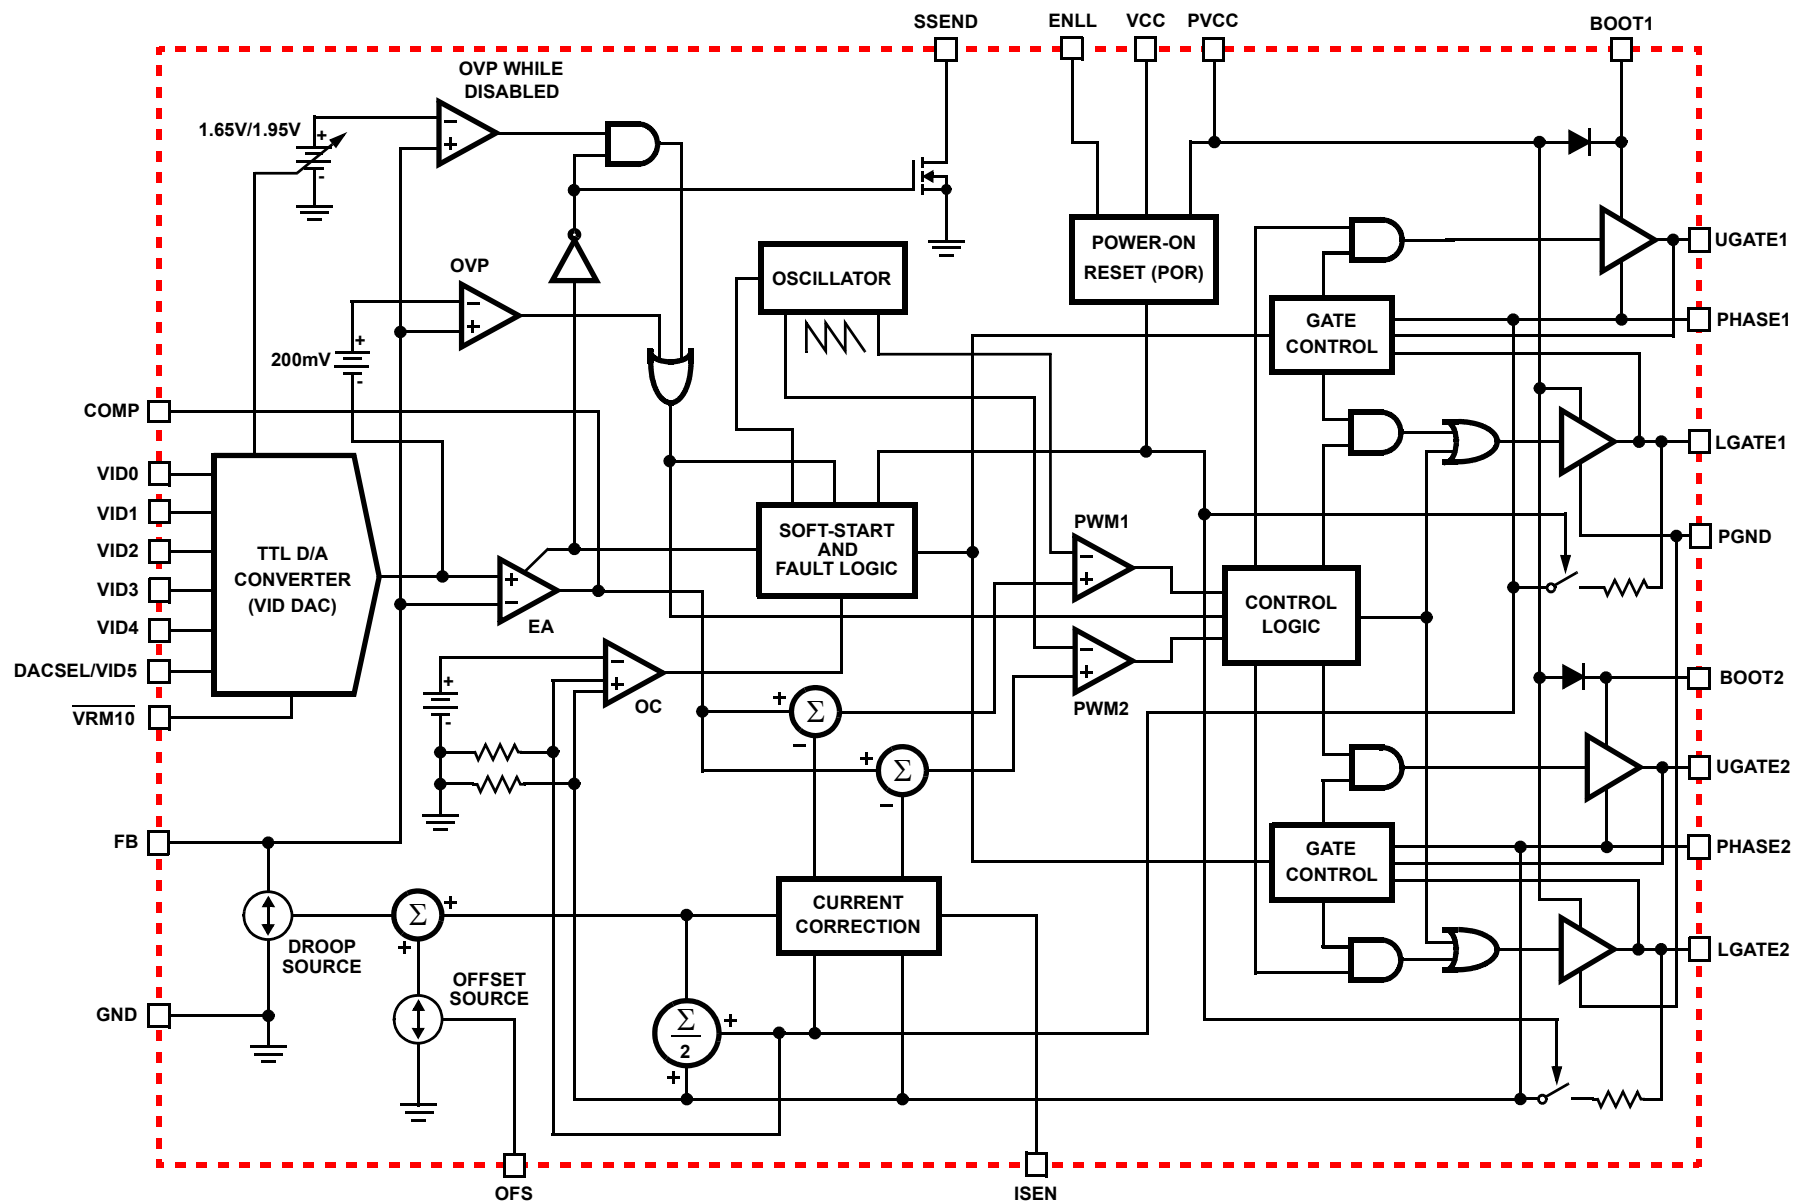 SSEND
ENLL
VCC
PVCC
BOOT1
OVP WHILE
DISABLED
1.65V/1.95V
+
-
−
+
OVP
−
+
200mV
+
-
OSCILLATOR
POWER-ON
RESET (POR)
UGATE1
PHASE1
GATE
CONTROL
COMP
LGATE1
VID0
VID1
VID2
VID3
VID4
DACSEL/VID5
VRM10
TTL D/A
CONVERTER
(VID DAC)
+
−
EA
SOFT-START
AND
FAULT LOGIC
PWM1
−
+
PGND
CONTROL
LOGIC
−
+
PWM2
+
-
−
+
OC
+
Σ
−
+
Σ
−
BOOT2
UGATE2
FB
GATE
CONTROL
PHASE2
Σ
+
+
DROOP
SOURCE
CURRENT
CORRECTION
LGATE2
OFFSET
SOURCE
GND
Σ
2
+
+
OFS
ISEN